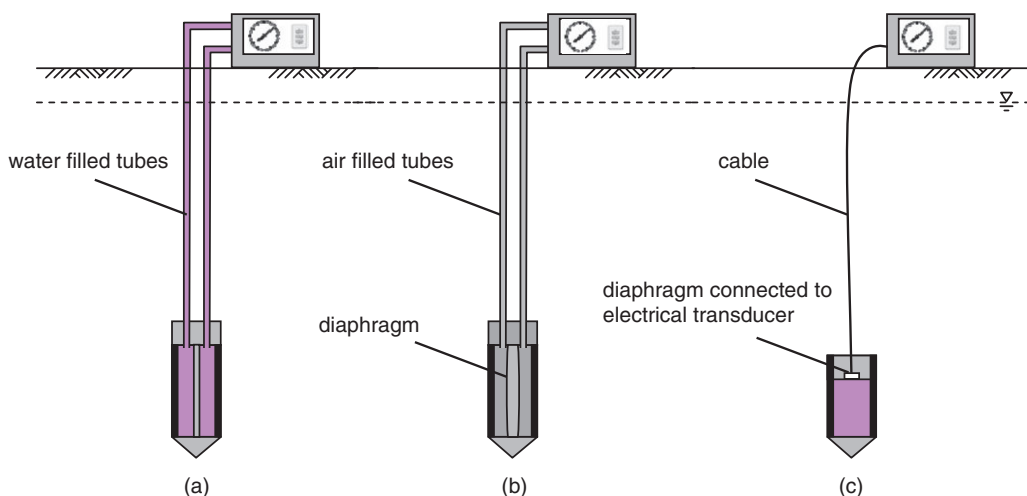 water filled tubes
air filled tubes
cable
diaphragm
diaphragm connected to
electrical transducer
(a)
(b)
(c)